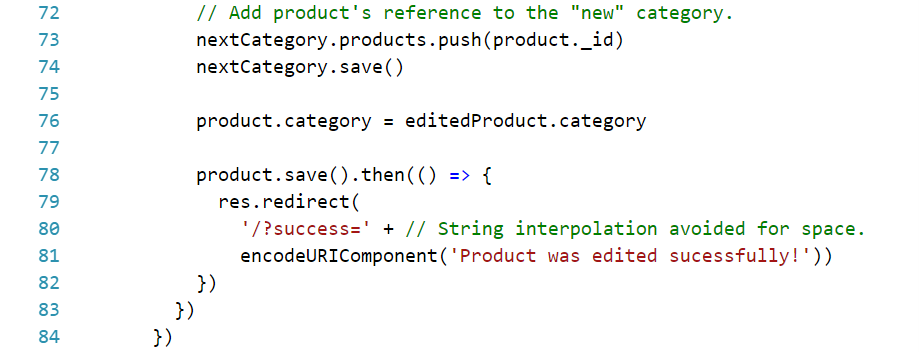 72 // Add product's reference to the "new" category.
73 nextCategory.products.push(product._id)
74 nextCategory.save()
75
76 product.category = editedProduct.category
77
78 product.save().then(() => {
79 res.redirect(
80 '/?success=' + // String interpolation avoided for space.
81 encodeURIComponent('Product was edited sucessfully!'))
82 })
83 })
84 })